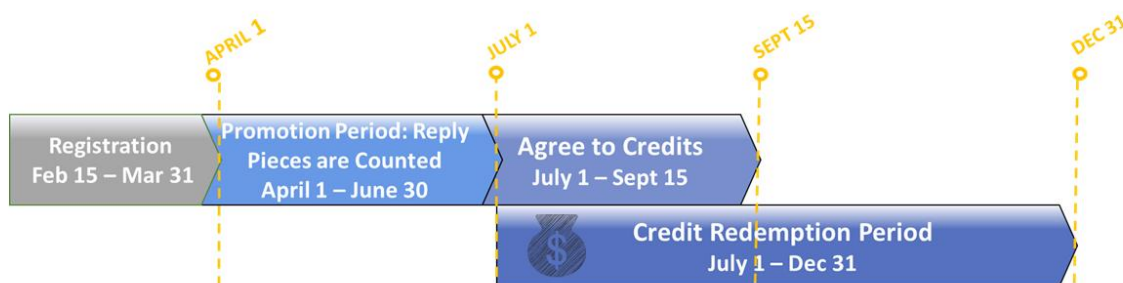 APRIL 1
JULY 1
SEPT 15
DEC 31
Registration
Feb 15 – Mar 31
Promotion Period: Reply
Pieces are Counted
April 1 – June 30
Agree to Credits
July 1 – Sept 15
$
Credit Redemption Period
July 1 – Dec 31